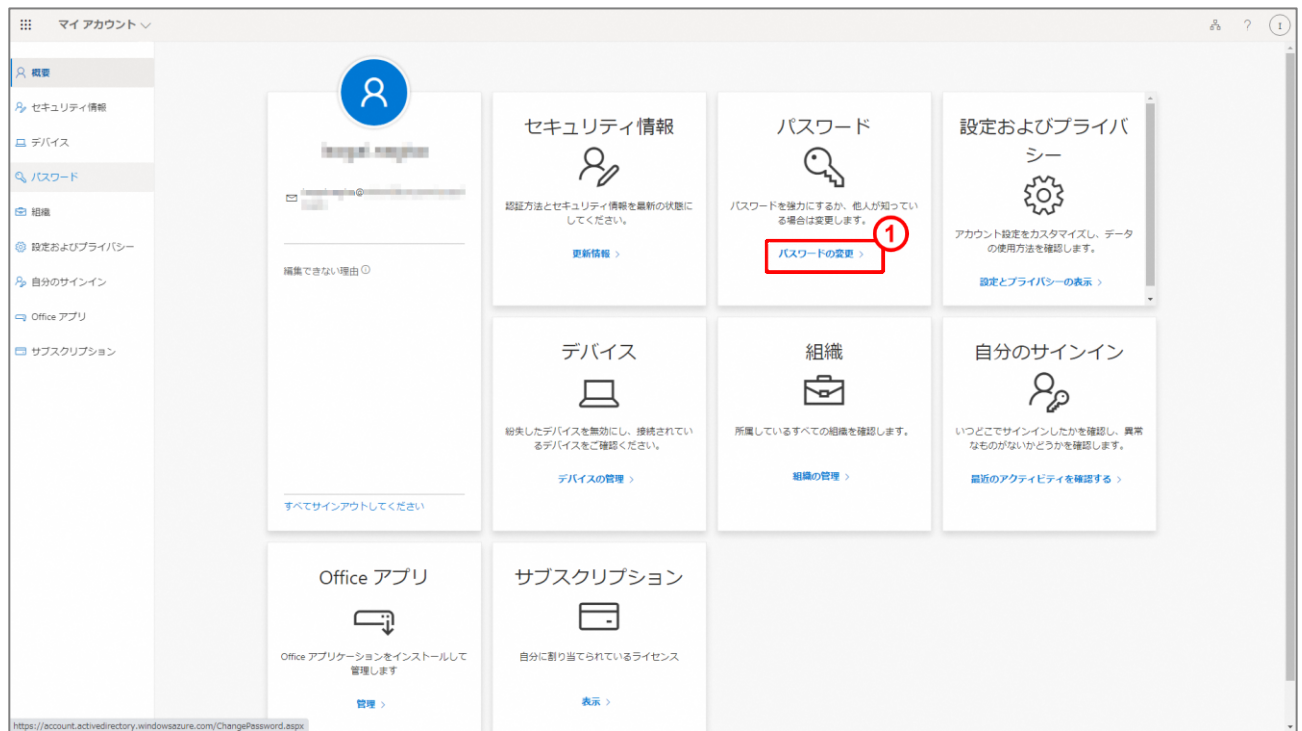 マイ アカウント
?
I
概要
セキュリティ情報
デバイス
パスワード
組織
設定およびプライバシー
自分のサインイン
Office アプリ
サブスクリプション
@
編集できない理由
すべてサインアウトしてください
セキュリティ情報
認証方法とセキュリティ情報を最新の状態に
してください。
更新情報 >
パスワード
パスワードを強力にするか、他人が知ってい
る場合は変更します。
1
パスワードの変更 >
設定およびプライバ
シー
アカウント設定をカスタマイズし、データ
の使用方法を確認します。
設定とプライバシーの表示 >
デバイス
紛失したデバイスを無効にし、接続されてい
るデバイスをご確認ください。
デバイスの管理 >
組織
所属しているすべての組織を確認します。
組織の管理 >
自分のサインイン
いつどこでサインインしたかを確認し、異常
なものがないかどうかを確認します。
最近のアクティビティを確認する >
Office アプリ
Office アプリケーションをインストールして
管理します
管理 >
サブスクリプション
自分に割り当てられているライセンス
表示 >
https://account.activedirectory.windowsazure.com/ChangePassword.aspx